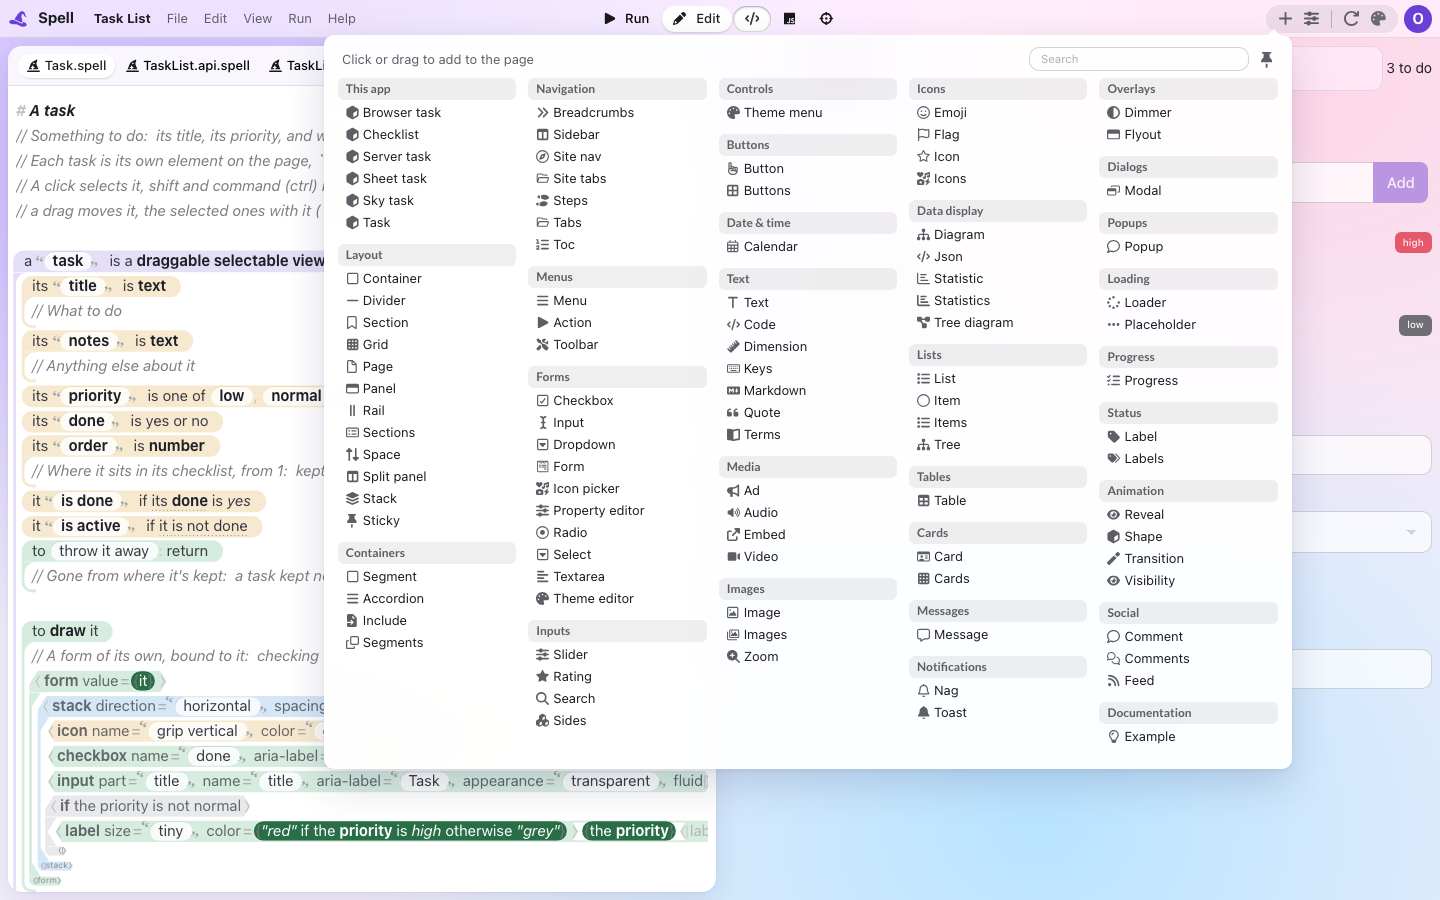 Spell Task List File Edit View Run Help
Run Edit
O
Task.spell TaskList.api.spell
# A task
// Something to do: its title, its priority, and
// Each task is its own element on the page,
// A click selects it, shift and command (ctrl)
// a drag moves it, the selected ones with it (
a “ task ” is a draggable selectable view
its “ title ” is text
// What to do
its “ notes ” is text
// Anything else about it
its “ priority ” is one of low, normal
its “ done ” is yes or no
its “ order ” is number
// Where it sits in its checklist, from 1: kept
it “ is done ” if its done is yes
it “ is active ” if it is not done
to throw it away : return
// Gone from where it's kept: a task kept
to draw it
// A form of its own, bound to it: checking
form value= it
stack direction=“ horizontal ”, spacing
icon name=“ grip vertical ”, color=“
checkbox name=“ done ”, aria-label=
input part=“ title ”, name=“ title ”, aria-label=“ Task ”, appearance=“ transparent ”, fluid
if the priority is not normal
label size=“ tiny ”, color= "red" if the priority is high otherwise "grey" the priority
stack
form
Click or drag to add to the page
Search
This app
Browser task
Checklist
Server task
Sheet task
Sky task
Task
Layout
Container
Divider
Section
Grid
Page
Panel
Rail
Sections
Space
Split panel
Stack
Sticky
Containers
Segment
Accordion
Include
Segments
Navigation
Breadcrumbs
Sidebar
Site nav
Site tabs
Steps
Tabs
Toc
Menus
Menu
Action
Toolbar
Forms
Checkbox
Input
Dropdown
Form
Icon picker
Property editor
Radio
Select
Textarea
Theme editor
Inputs
Slider
Rating
Search
Sides
Controls
Theme menu
Buttons
Button
Buttons
Date & time
Calendar
Text
Text
Code
Dimension
Keys
Markdown
Quote
Terms
Media
Ad
Audio
Embed
Video
Images
Image
Images
Zoom
Icons
Emoji
Flag
Icon
Icons
Data display
Diagram
Json
Statistic
Statistics
Tree diagram
Lists
List
Item
Items
Tree
Tables
Table
Cards
Card
Cards
Messages
Message
Notifications
Nag
Toast
Overlays
Dimmer
Flyout
Dialogs
Modal
Popups
Popup
Loading
Loader
Placeholder
Progress
Progress
Status
Label
Labels
Animation
Reveal
Shape
Transition
Visibility
Social
Comment
Comments
Feed
Documentation
Example
3 to do
Add
high
low